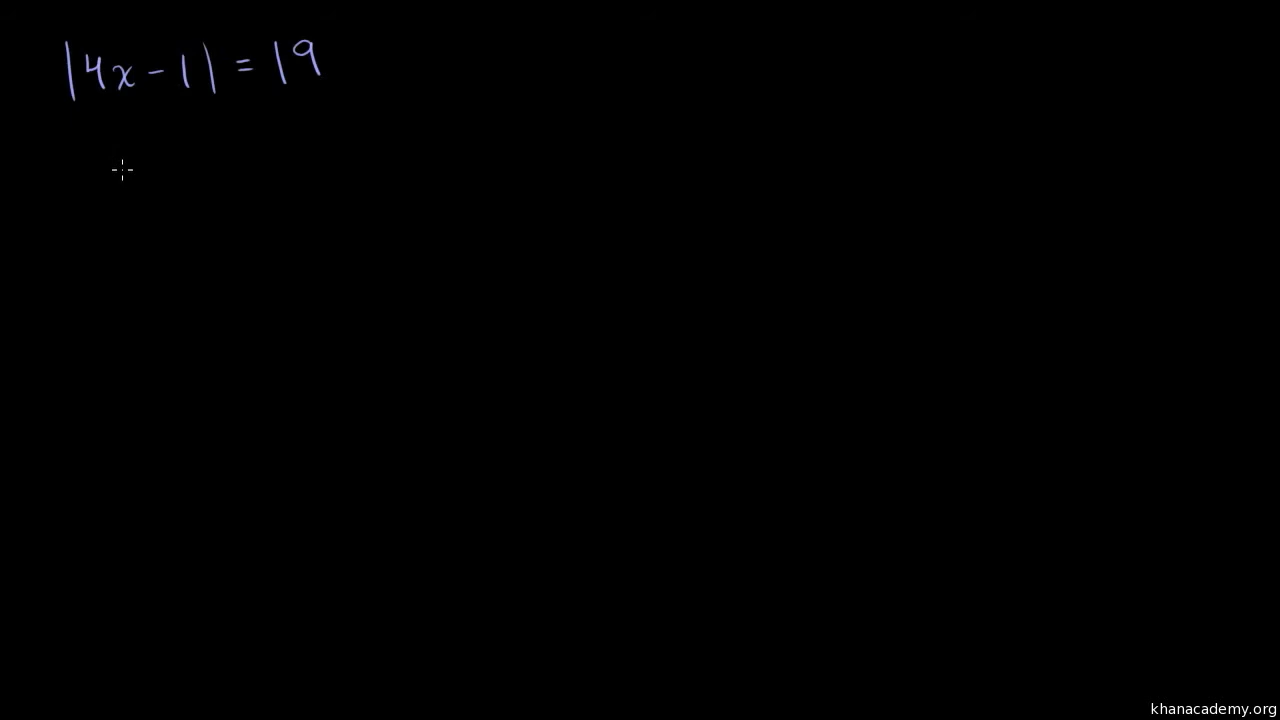 |4x - 1| = 19
khanacademy.org